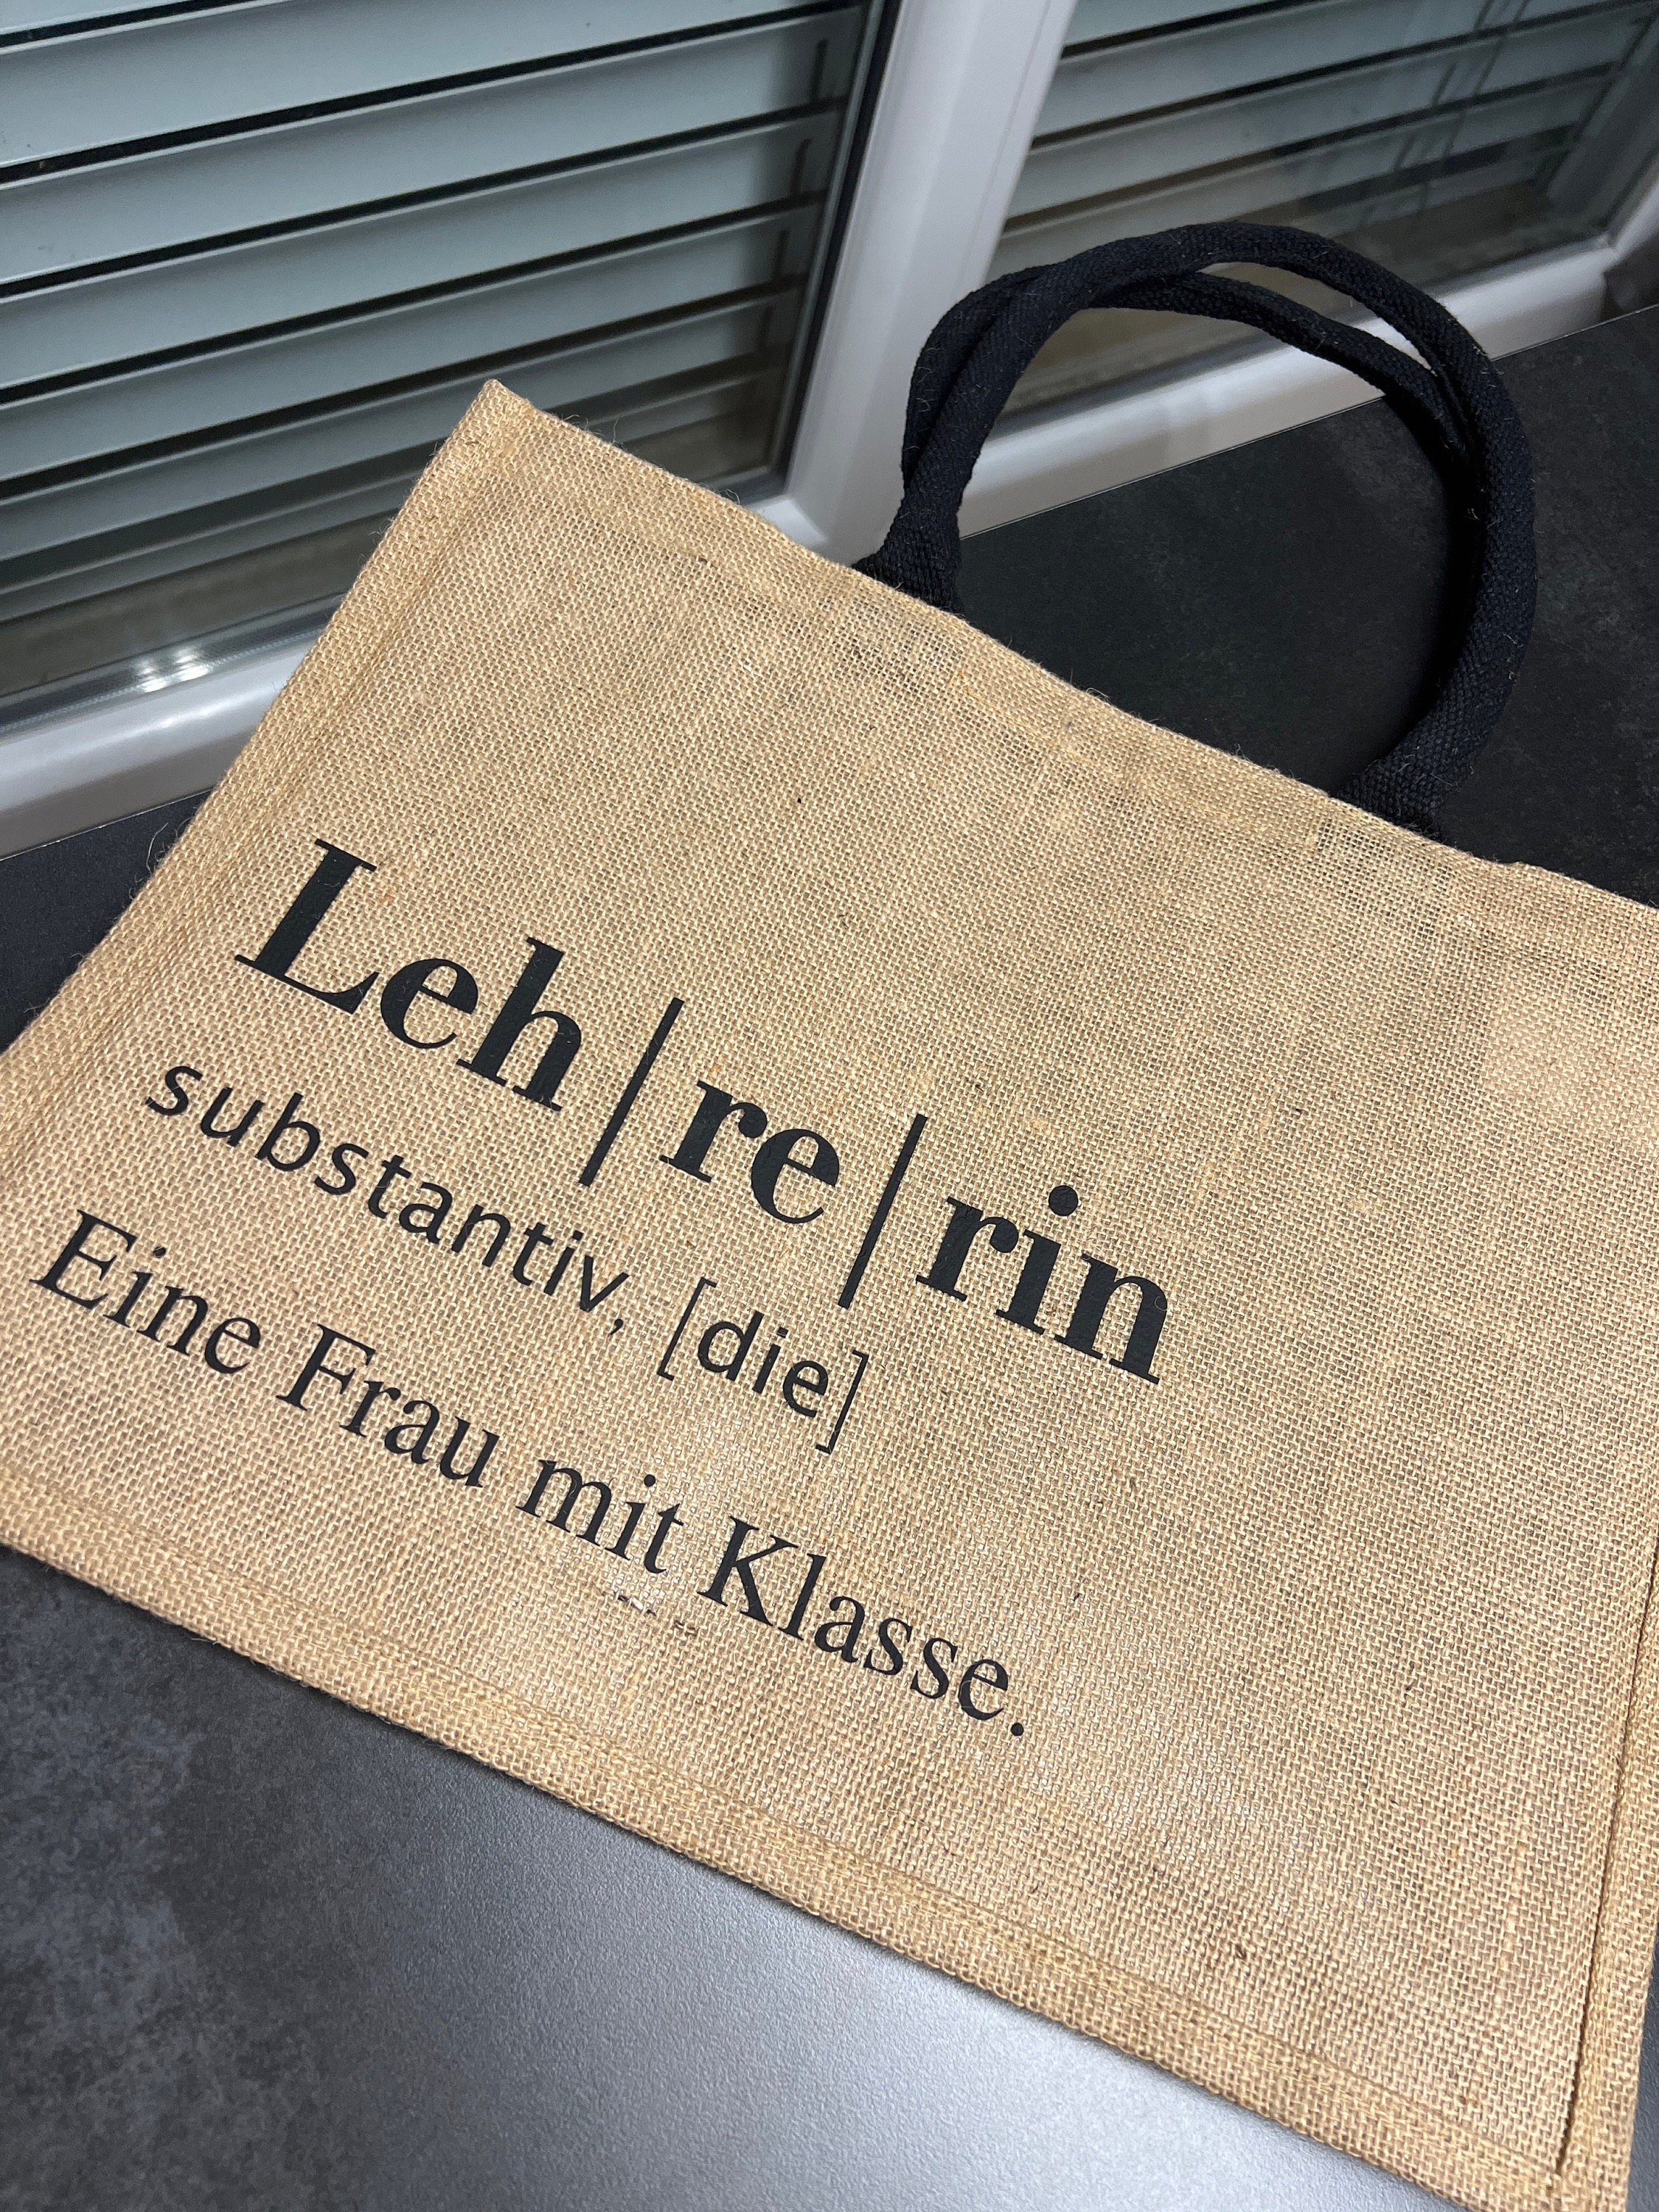 Leh|re|rin
substantiv, [die]
Eine Frau mit Klasse.